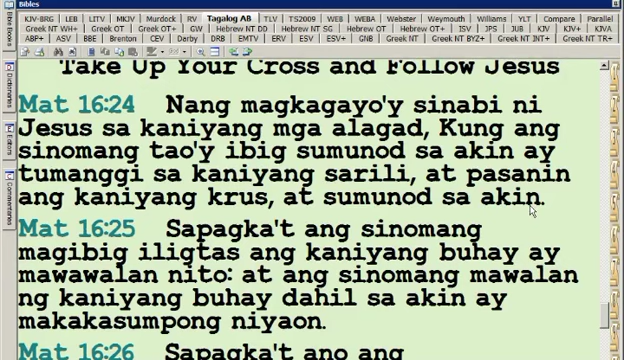 Bibles
KJV-BRG LEB LITV MKJV Murdock RV Tagalog AB TLV TS2009 WEB WEBA Webster Weymouth Williams YLT Compare Parallel
Greek NT WH+ Greek OT Greek OT+ GW Hebrew NT DD Hebrew NT SG Hebrew OT Hebrew OT+ ISV JPS JUB KJV KJV+ KJVA
ABP+ ASV BBE Brenton CEV Darby DRB EMTV ERV ESV ESV+ GNB Greek NT Greek NT BYZ+ Greek NT INT+ Greek NT TR+
Take Up Your Cross and Follow Jesus
Mat 16:24 Nang magkagayo'y sinabi ni
Jesus sa kaniyang mga alagad, Kung ang
sinomang tao'y ibig sumunod sa akin ay
tumanggi sa kaniyang sarili, at pasanin
ang kaniyang krus, at sumunod sa akin.
Mat 16:25 Sapagka't ang sinomang
magibig iligtas ang kaniyang buhay ay
mawawalan nito: at ang sinomang mawalan
ng kaniyang buhay dahil sa akin ay
makakasumpong niyaon.
Mat 16:26 Sapagka't ano ang
Bible Books
Dictionaries
Editors
Commentaries